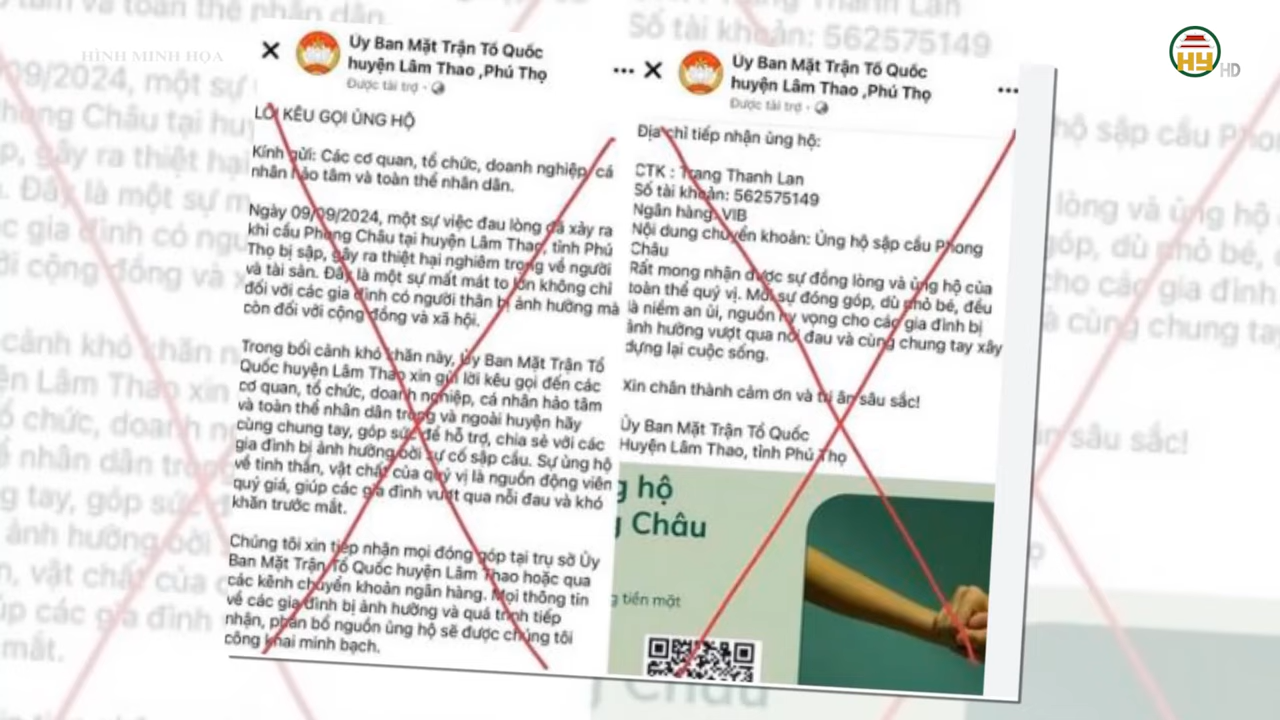 HÌNH MINH HỌA
HY HD
Ủy Ban Mặt Trận Tổ Quốc
huyện Lâm Thao ,Phú Thọ
Được tài trợ
LỜI KÊU GỌI ỦNG HỘ
Kính gửi: Các cơ quan, tổ chức, doanh nghiệp, cá
nhân hảo tâm và toàn thể nhân dân.
Ngày 09/09/2024, một sự việc đau lòng đã xảy ra
khi cầu Phong Châu tại huyện Lâm Thao, tỉnh Phú
Thọ bị sập, gây ra thiệt hại nghiêm trọng về người
và tài sản. Đây là một sự mất mát to lớn không chỉ
đối với các gia đình có người thân bị ảnh hưởng mà
còn đối với cộng đồng và xã hội.
Trong bối cảnh khó khăn này, Ủy Ban Mặt Trận Tổ
Quốc huyện Lâm Thao xin gửi lời kêu gọi đến các
cơ quan, tổ chức, doanh nghiệp, cá nhân hảo tâm
và toàn thể nhân dân trong và ngoài huyện hãy
cùng chung tay, góp sức để hỗ trợ, chia sẻ với các
gia đình bị ảnh hưởng bởi sự cố sập cầu. Sự ủng hộ
về tinh thần, vật chất của quý vị là nguồn động viên
quý giá, giúp các gia đình vượt qua nỗi đau và khó
khăn trước mắt.
Chúng tôi xin tiếp nhận mọi đóng góp tại trụ sở Ủy
Ban Mặt Trận Tổ Quốc huyện Lâm Thao hoặc qua
các kênh chuyển khoản ngân hàng. Mọi thông tin
về các gia đình bị ảnh hưởng và quá trình tiếp
nhận, phân bổ nguồn ủng hộ sẽ được chúng tôi
công khai minh bạch.
Ủy Ban Mặt Trận Tổ Quốc
huyện Lâm Thao ,Phú Thọ
Được tài trợ
Địa chỉ tiếp nhận ủng hộ:
CTK : Trang Thanh Lan
Số tài khoản: 562575149
Ngân hàng: VIB
Nội dung chuyển khoản: Ủng hộ sập cầu Phong
Châu
Rất mong nhận được sự đồng lòng và ủng hộ của
toàn thể quý vị. Mỗi sự đóng góp, dù nhỏ bé, đều
là niềm an ủi, nguồn hy vọng cho các gia đình bị
ảnh hưởng vượt qua nỗi đau và cùng chung tay xây
dựng lại cuộc sống.
Xin chân thành cảm ơn và tri ân sâu sắc!
Ủy Ban Mặt Trận Tổ Quốc
Huyện Lâm Thao, tỉnh Phú Thọ
g hộ
g Châu
g tiền mặt